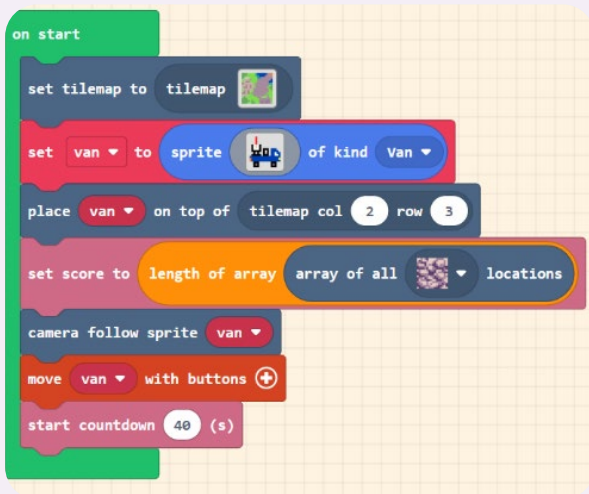 on start
set tilemap to tilemap
set van to sprite of kind Van
place van on top of tilemap col 2 row 3
set score to length of array array of all locations
camera follow sprite van
move van with buttons
start countdown 40 (s)